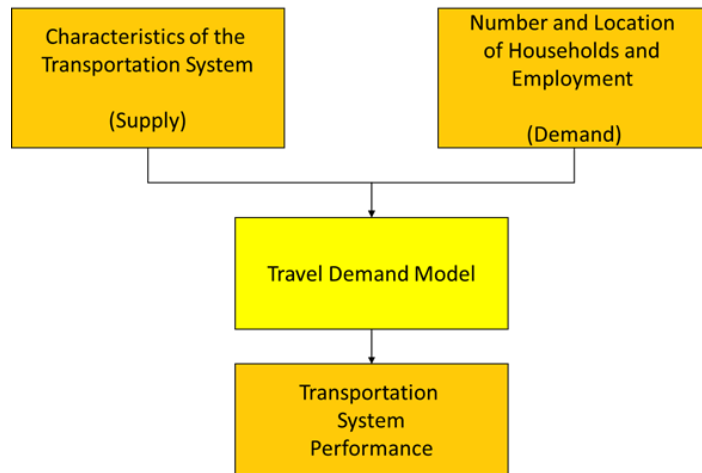 Characteristics of the
Transportation System
(Supply)
Number and Location
of Households and
Employment
(Demand)
Travel Demand Model
Transportation
System
Performance